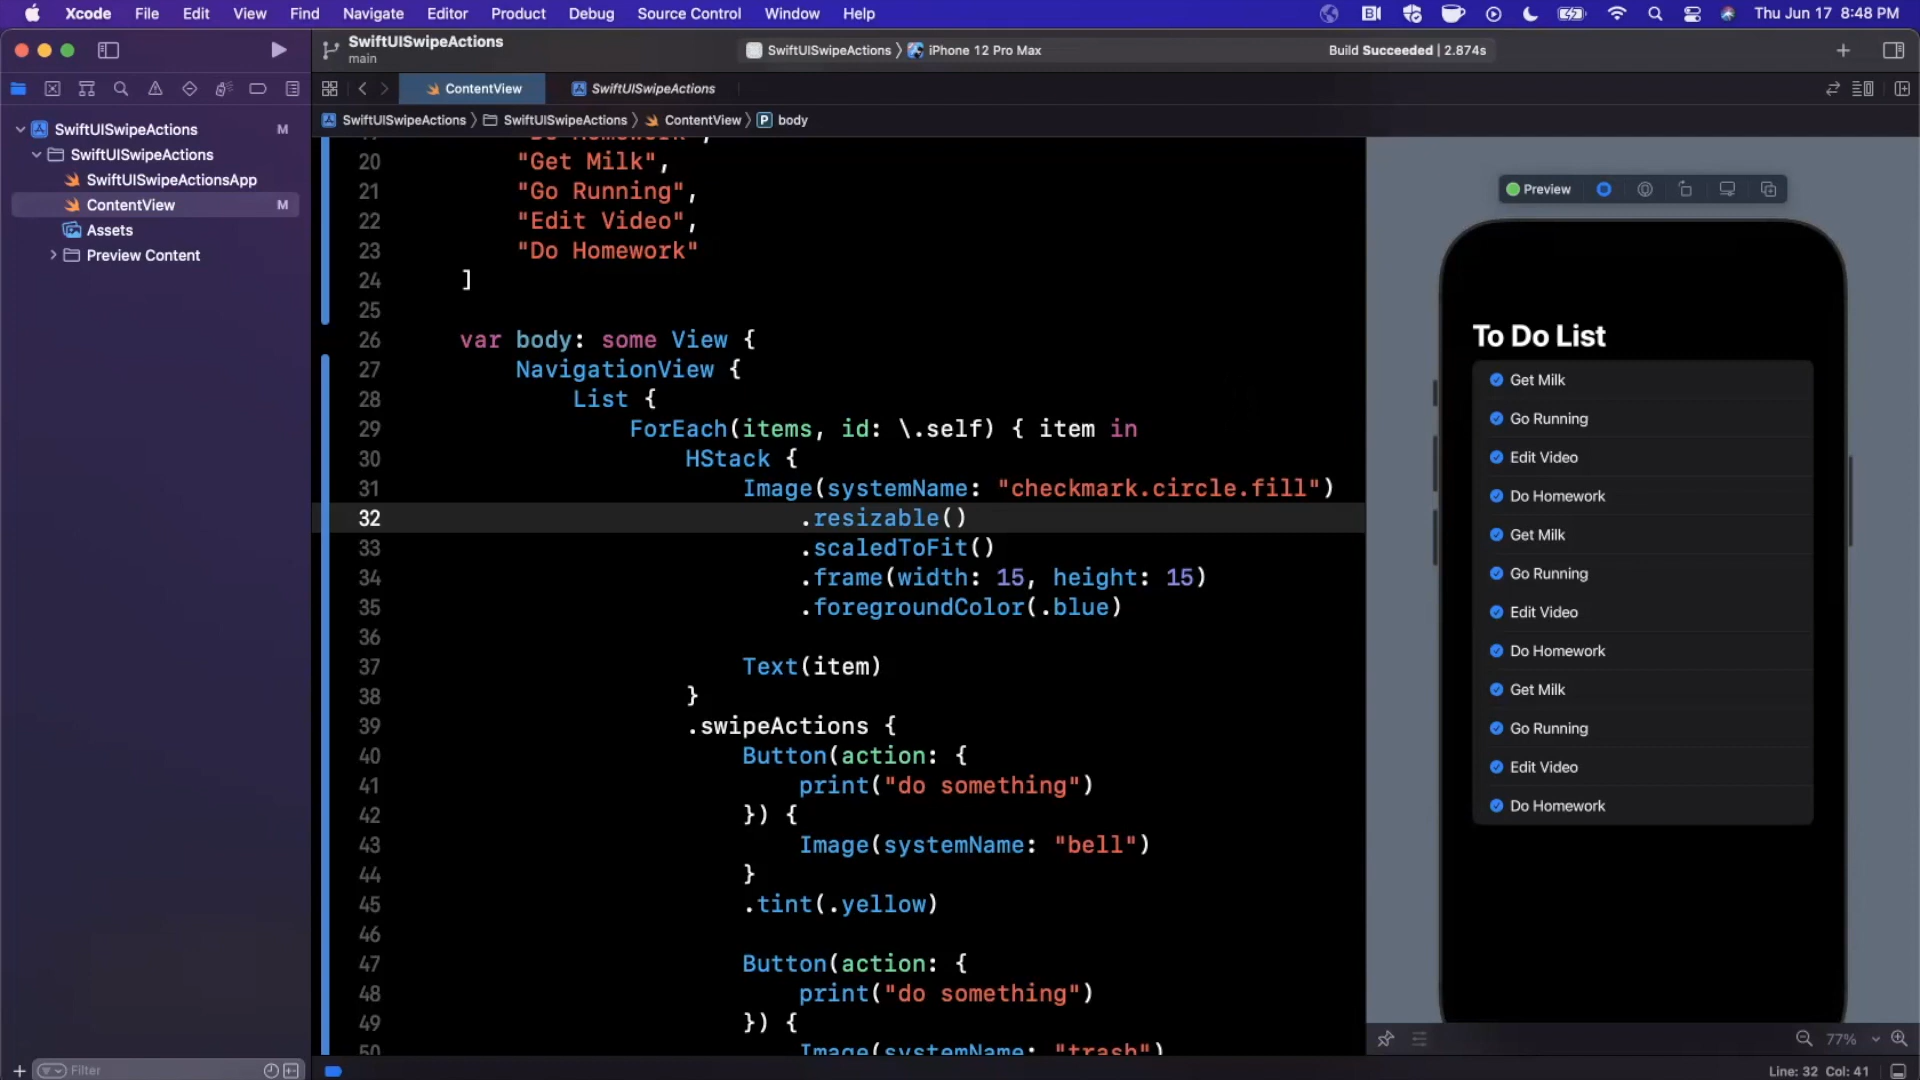 Xcode File Edit View Find Navigate Editor Product Debug Source Control Window Help Thu Jun 17 8:48 PM
SwiftUISwipeActions
main
SwiftUISwipeActions iPhone 12 Pro Max Build Succeeded | 2.874s
ContentView SwiftUISwipeActions
SwiftUISwipeActions SwiftUISwipeActions ContentView P body
SwiftUISwipeActions M
SwiftUISwipeActions
SwiftUISwipeActionsApp
ContentView M
Assets
Preview Content
Filter
19 "Do Homework",
20 "Get Milk",
21 "Go Running",
22 "Edit Video",
23 "Do Homework"
24 ]
25
26 var body: some View {
27 NavigationView {
28 List {
29 ForEach(items, id: \.self) { item in
30 HStack {
31 Image(systemName: "checkmark.circle.fill")
32 .resizable()
33 .scaledToFit()
34 .frame(width: 15, height: 15)
35 .foregroundColor(.blue)
36
37 Text(item)
38 }
39 .swipeActions {
40 Button(action: {
41 print("do something")
42 }) {
43 Image(systemName: "bell")
44 }
45 .tint(.yellow)
46
47 Button(action: {
48 print("do something")
49 }) {
50 Image(systemName: "trash")
Preview
To Do List
Get Milk
Go Running
Edit Video
Do Homework
Get Milk
Go Running
Edit Video
Do Homework
Get Milk
Go Running
Edit Video
Do Homework
77%
Line: 32 Col: 41